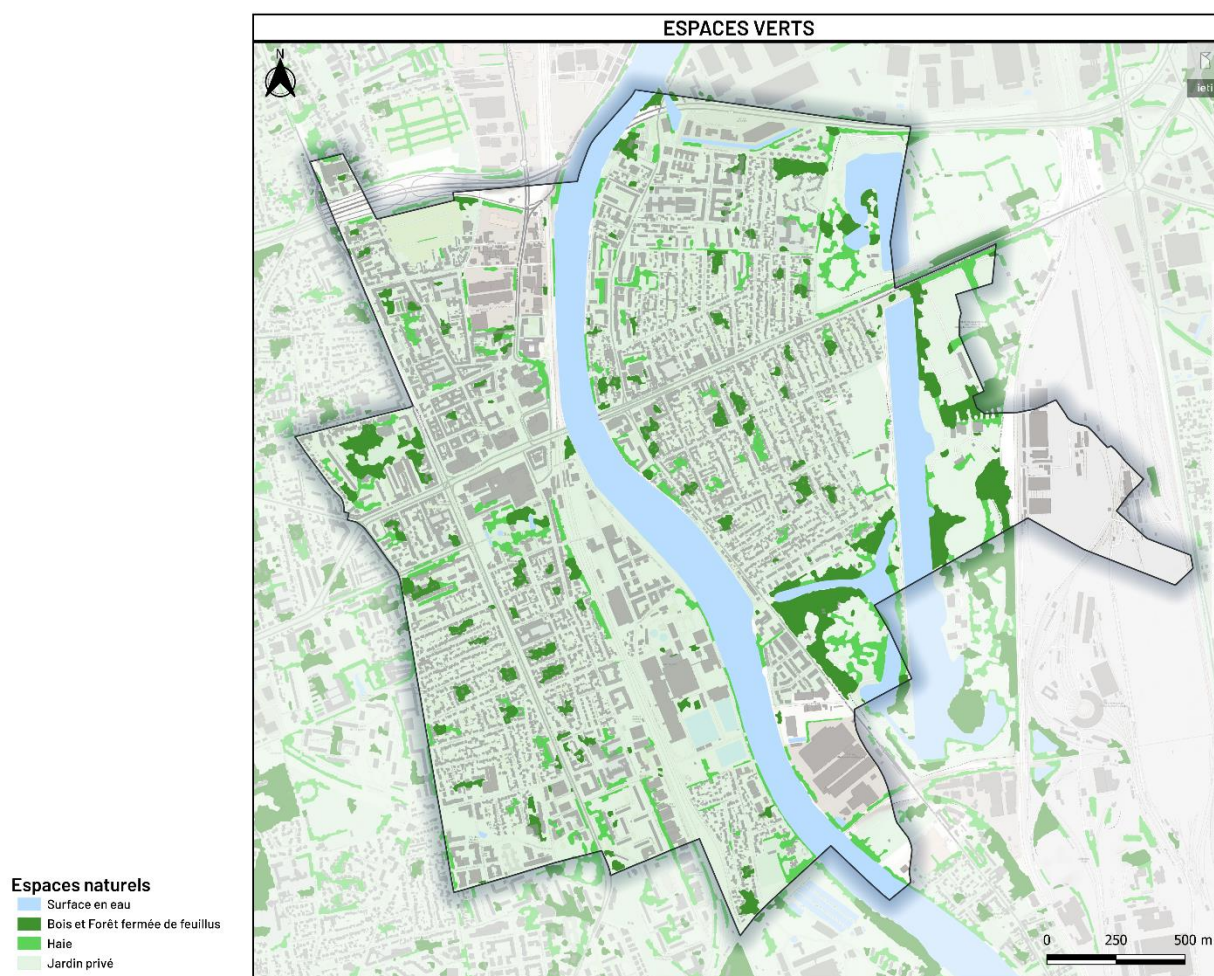 ESPACES VERTS
N
ieti
Espaces naturels
Surface en eau
Bois et Forêt fermée de feuillus
Haie
Jardin privé
0 250 500 m